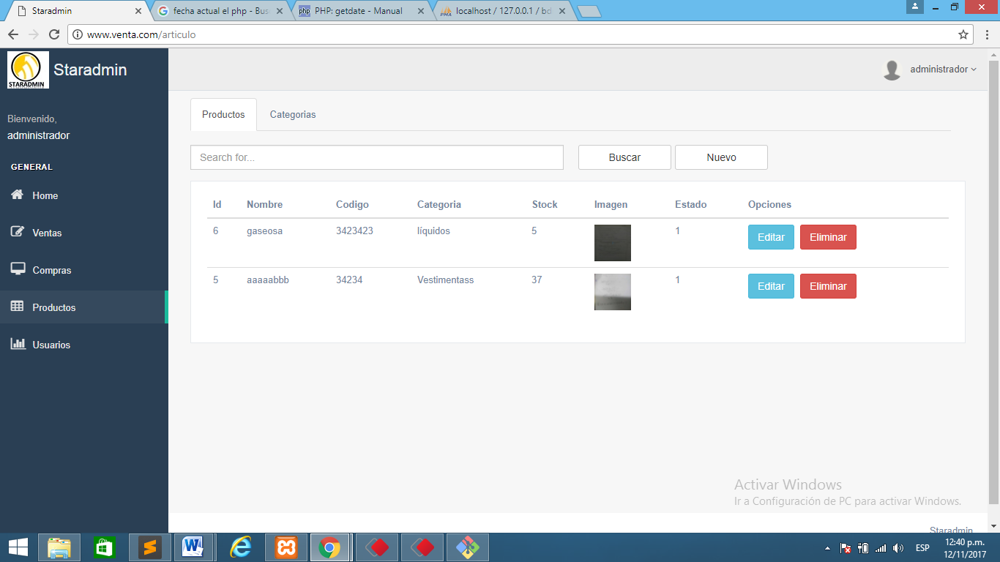 Staradmin
fecha actual el php - Bus
php PHP: getdate - Manual
PMA localhost / 127.0.0.1 / bd
www.venta.com/articulo
STARADMIN
Staradmin
administrador
Bienvenido,
administrador
GENERAL
Home
Ventas
Compras
Productos
Usuarios
Productos Categorias
Search for... Buscar Nuevo
Id Nombre Codigo Categoria Stock Imagen Estado Opciones
6 gaseosa 3423423 líquidos 5 1 Editar Eliminar
5 aaaaabbb 34234 Vestimentass 37 1 Editar Eliminar
Activar Windows
Ir a Configuración de PC para activar Windows.
Staradmin
ESP
12:40 p.m.
12/11/2017